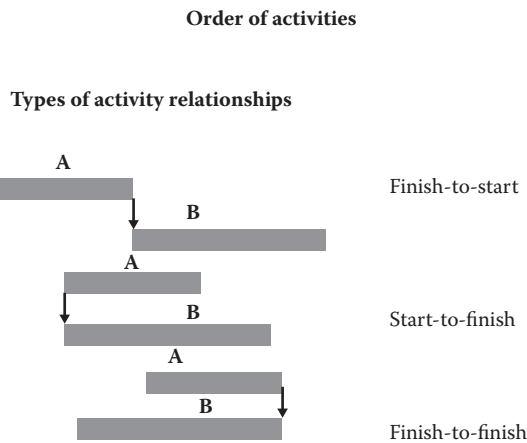 Order of activities
Types of activity relationships
A
Finish-to-start
B
A
Start-to-finish
B
A
B
Finish-to-finish